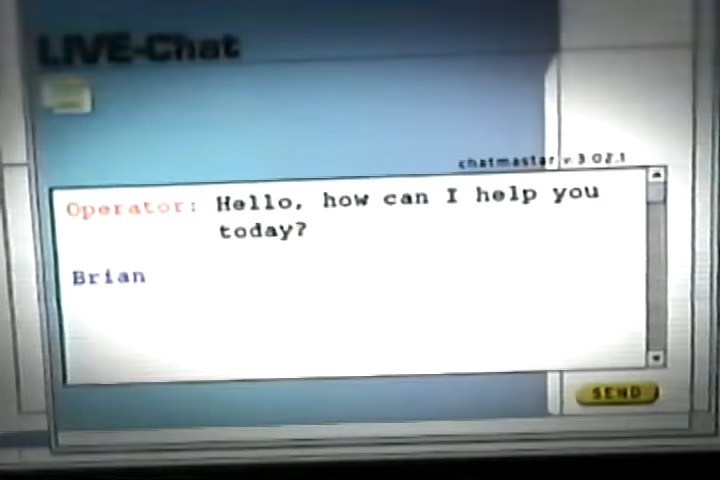 LIVE-Chat
chatmaster v.3.02.1
Operator: Hello, how can I help you
today?
Brian
SEND